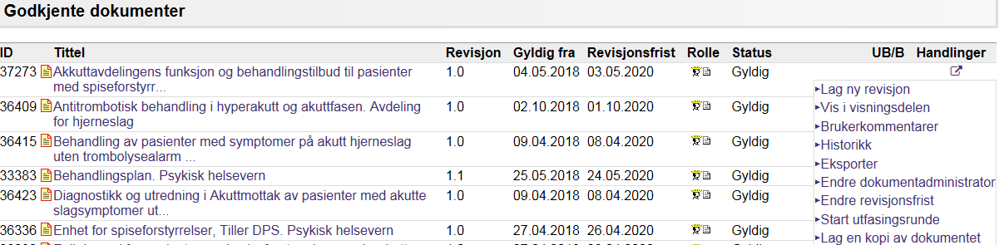 Godkjente dokumenter
ID Tittel Revisjon Gyldig fra Revisjonsfrist Rolle Status UB/B Handlinger
37273 Akkuttavdelingens funksjon og behandlingstilbud til pasienter 1.0 04.05.2018 03.05.2020 Gyldig
med spiseforstyrr...
36409 Antitrombotisk behandling i hyperakutt og akuttfasen. Avdeling 1.0 02.10.2018 01.10.2020 Gyldig
for hjerneslag
36415 Behandling av pasienter med symptomer på akutt hjerneslag 1.0 09.04.2018 08.04.2020 Gyldig
uten trombolysealarm ...
33383 Behandlingsplan. Psykisk helsevern 1.1 25.05.2018 24.05.2020 Gyldig
36423 Diagnostikk og utredning i Akuttmottak av pasienter med akutte 1.0 09.04.2018 08.04.2020 Gyldig
slagsymptomer ut...
36336 Enhet for spiseforstyrrelser, Tiller DPS. Psykisk helsevern 1.0 27.04.2018 26.04.2020 Gyldig
Lag ny revisjon
Vis i visningsdelen
Brukerkommentarer
Historikk
Eksporter
Endre dokumentadministrator
Endre revisjonsfrist
Start utfasingsrunde
Lag en kopi av dokumentet